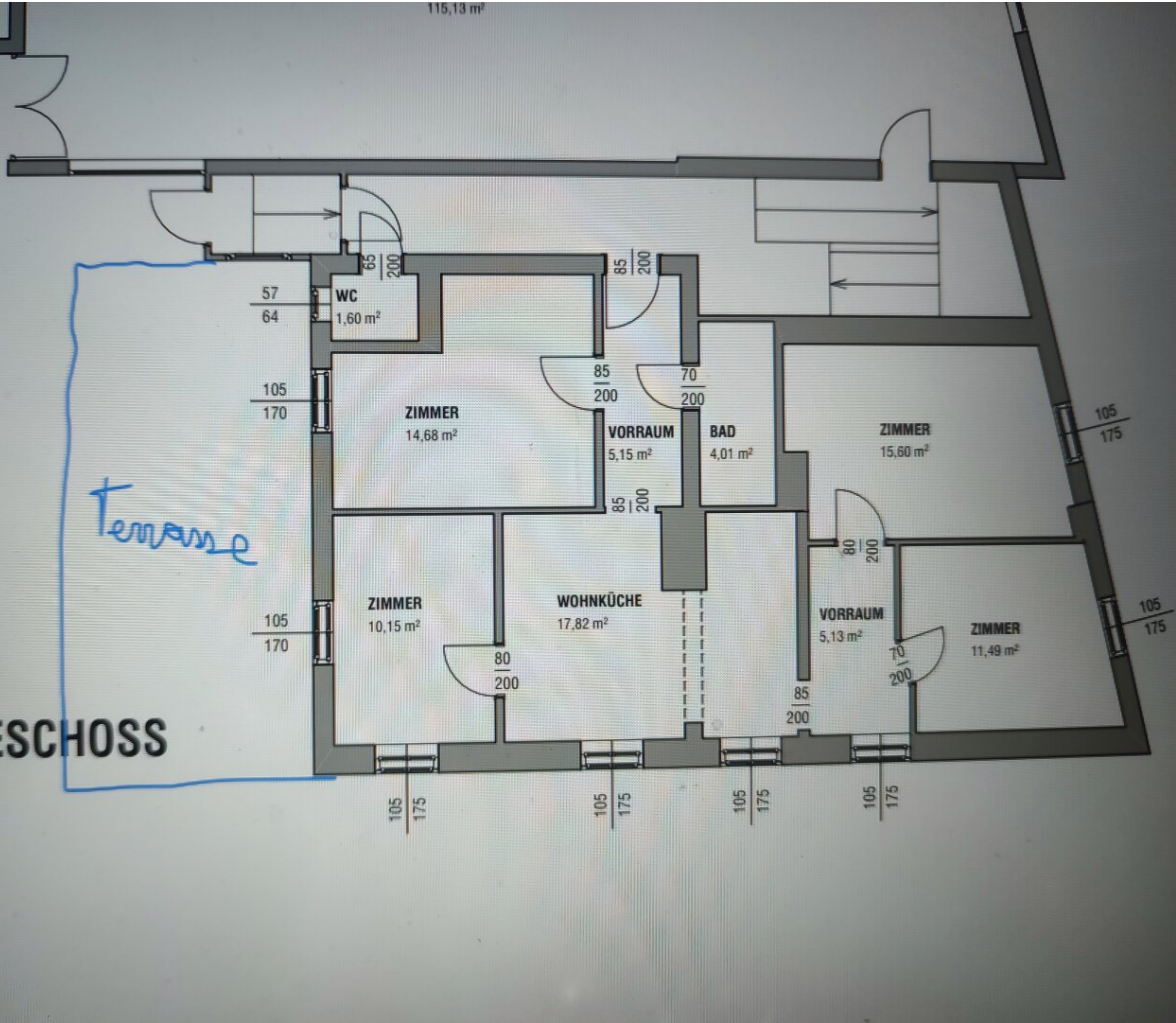 115,13 m²
65
200
85
200
57
64
WC
1,60 m²
105
170
ZIMMER
14,68 m²
85
200
70
200
VORRAUM
5,15 m²
BAD
4,01 m²
ZIMMER
15,60 m²
105
175
85
200
Terrasse
80
200
ZIMMER
10,15 m²
WOHNKÜCHE
17,82 m²
VORRAUM
5,13 m²
ZIMMER
11,49 m²
105
175
105
170
80
200
70
200
85
200
ESCHOSS
105
175
105
175
105
175
105
175